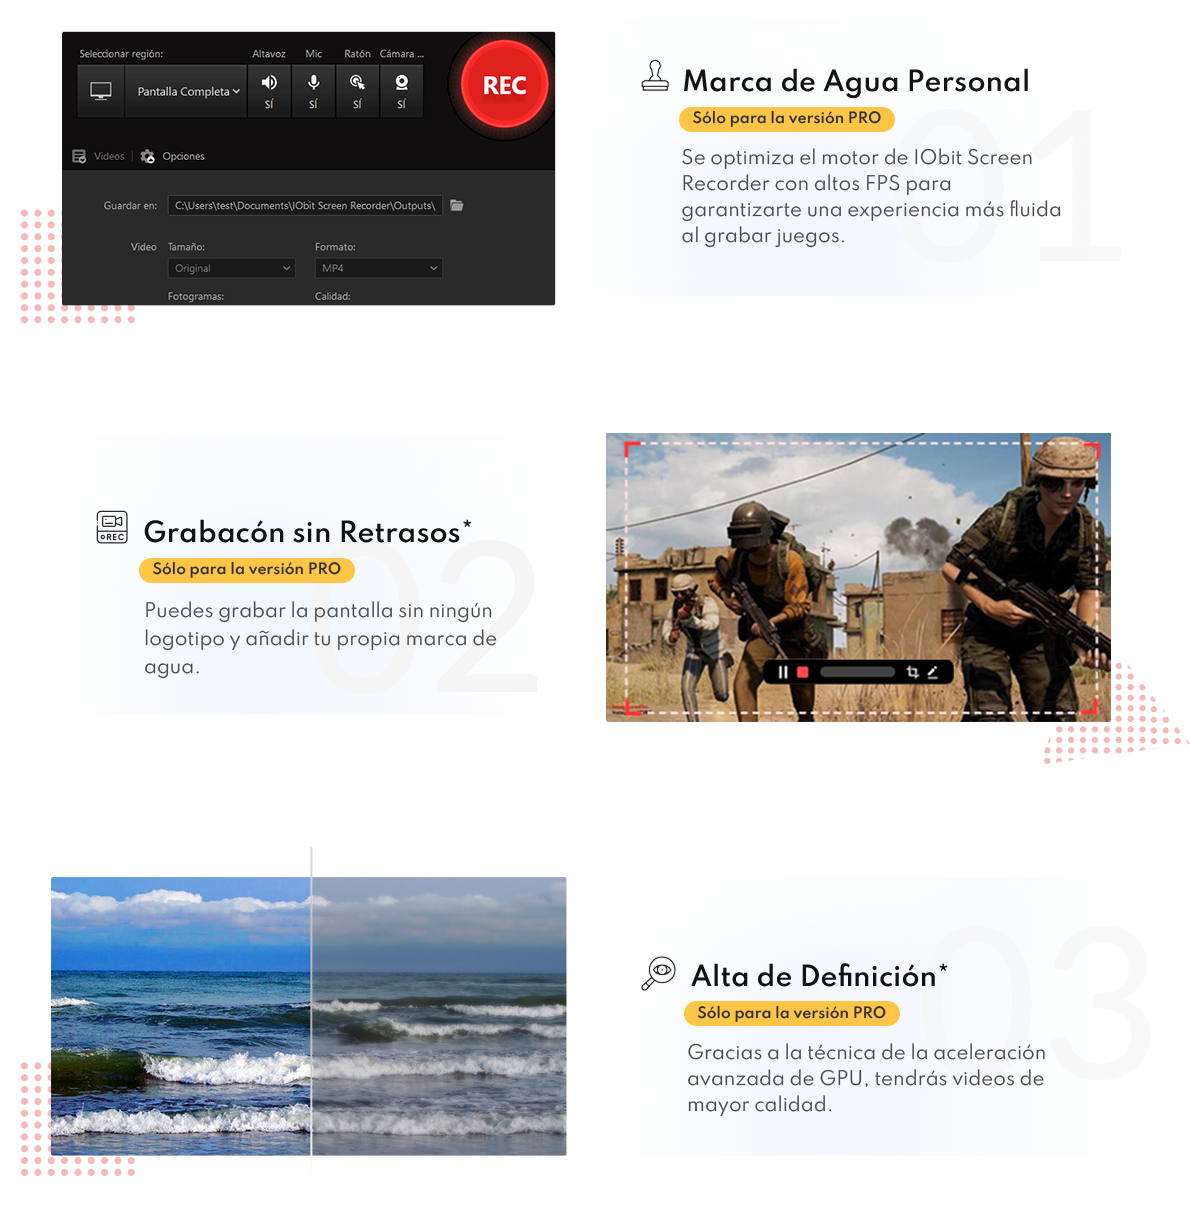 Seleccionar región:
Altavoz Mic Ratón Cámara ...
Pantalla Completa
SÍ SÍ SÍ SÍ
REC
Videos | Opciones
Guardar en: C:\Users\test\Documents\IObit Screen Recorder\Outputs\
Video Tamaño: Formato:
Original MP4
Fotogramas: Calidad:
01
Marca de Agua Personal
Sólo para la versión PRO
Se optimiza el motor de IObit Screen
Recorder con altos FPS para
garantizarte una experiencia más fluida
al grabar juegos.
02
REC
Grabacón sin Retrasos*
Sólo para la versión PRO
Puedes grabar la pantalla sin ningún
logotipo y añadir tu propia marca de
agua.
03
Alta de Definición*
Sólo para la versión PRO
Gracias a la técnica de la aceleración
avanzada de GPU, tendrás videos de
mayor calidad.